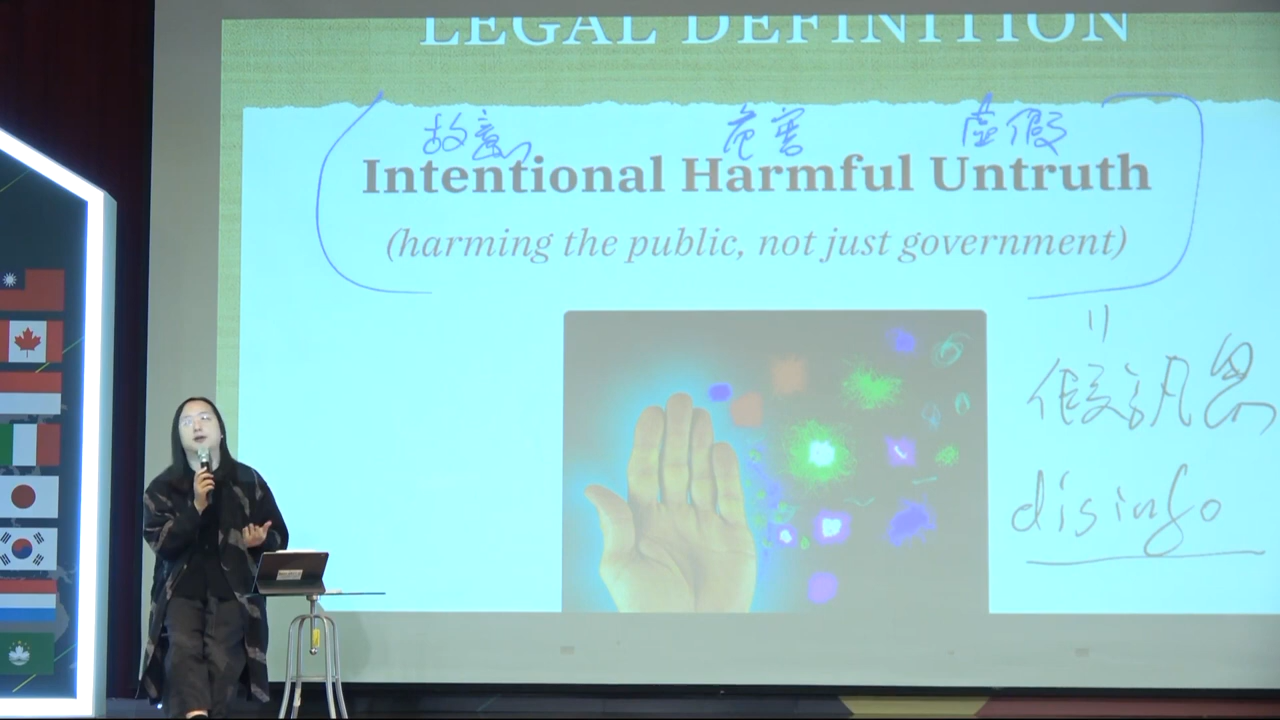 LEGAL DEFINITION
故意 危害 虛假
Intentional Harmful Untruth
(harming the public, not just government)
假訊息
disinfo